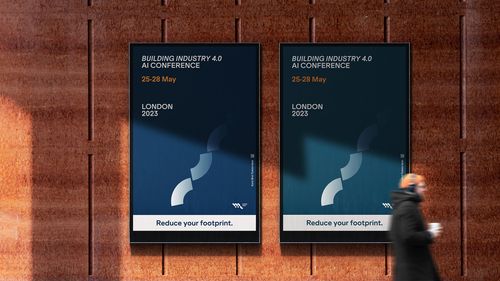 BUILDING INDUSTRY 4.0
AI CONFERENCE
25-28 May
LONDON
2023
Reduce your footprint.
BUILDING INDUSTRY 4.0
AI CONFERENCE
25-28 May
LONDON
2023
Reduce your footprint.